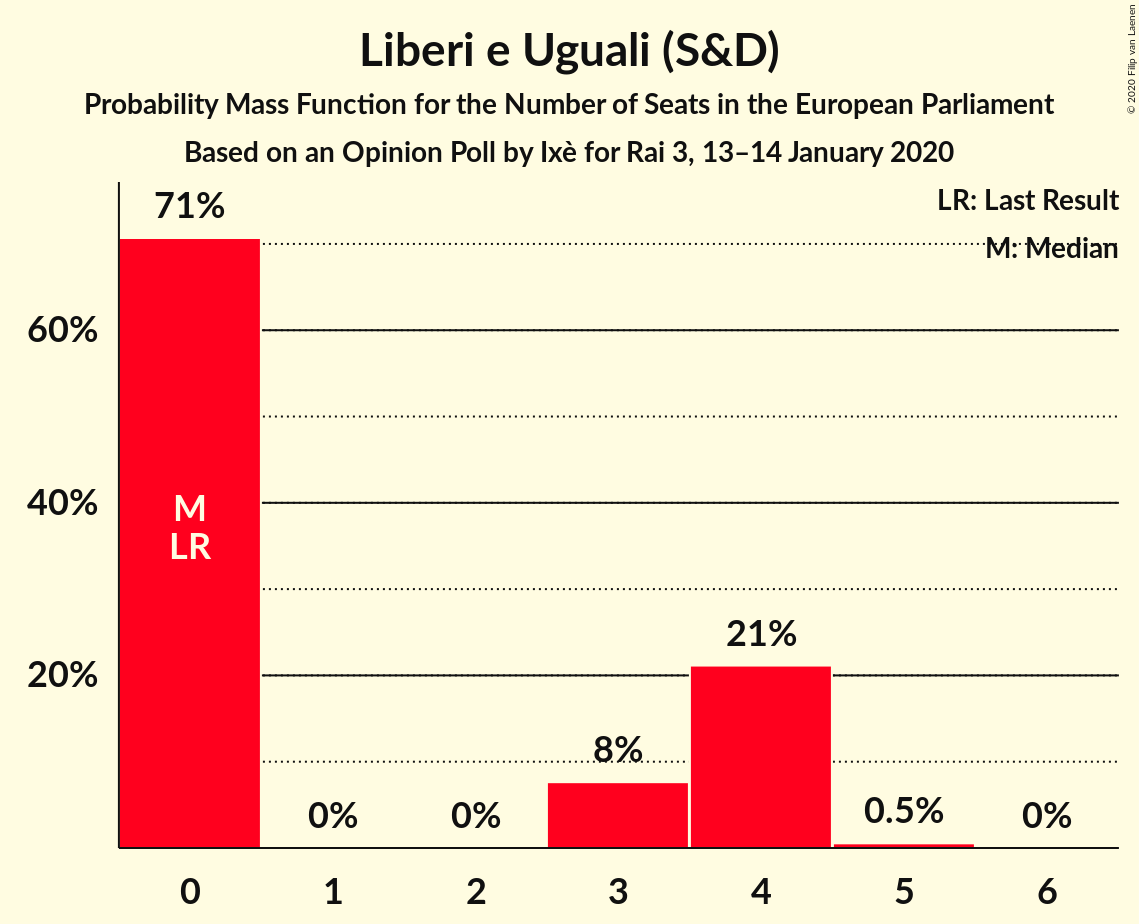 Liberi e Uguali (S&D)
Probability Mass Function for the Number of Seats in the European Parliament
Based on an Opinion Poll by Ixè for Rai 3, 13–14 January 2020
© 2020 Filip van Laenen
LR: Last Result
M: Median
71%
60%
40%
20%
M
LR
0%
0%
8%
21%
0.5%
0%
0
1
2
3
4
5
6